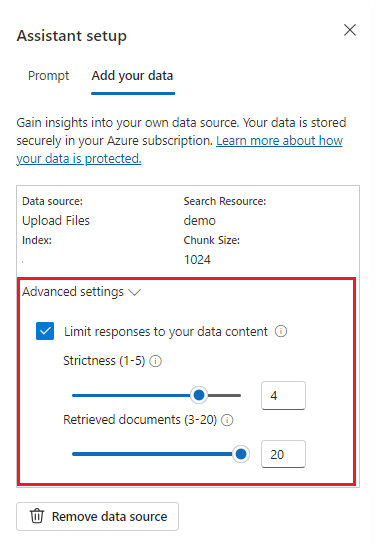 Assistant setup
Prompt
Add your data
Gain insights into your own data source. Your data is stored
securely in your Azure subscription. Learn more about how
your data is protected.
Data source:
Search Resource:
Upload Files
demo
Index:
Chunk Size:
1024
Advanced settings
Limit responses to your data content
Strictness (1-5)
4
Retrieved documents (3-20)
20
Remove data source